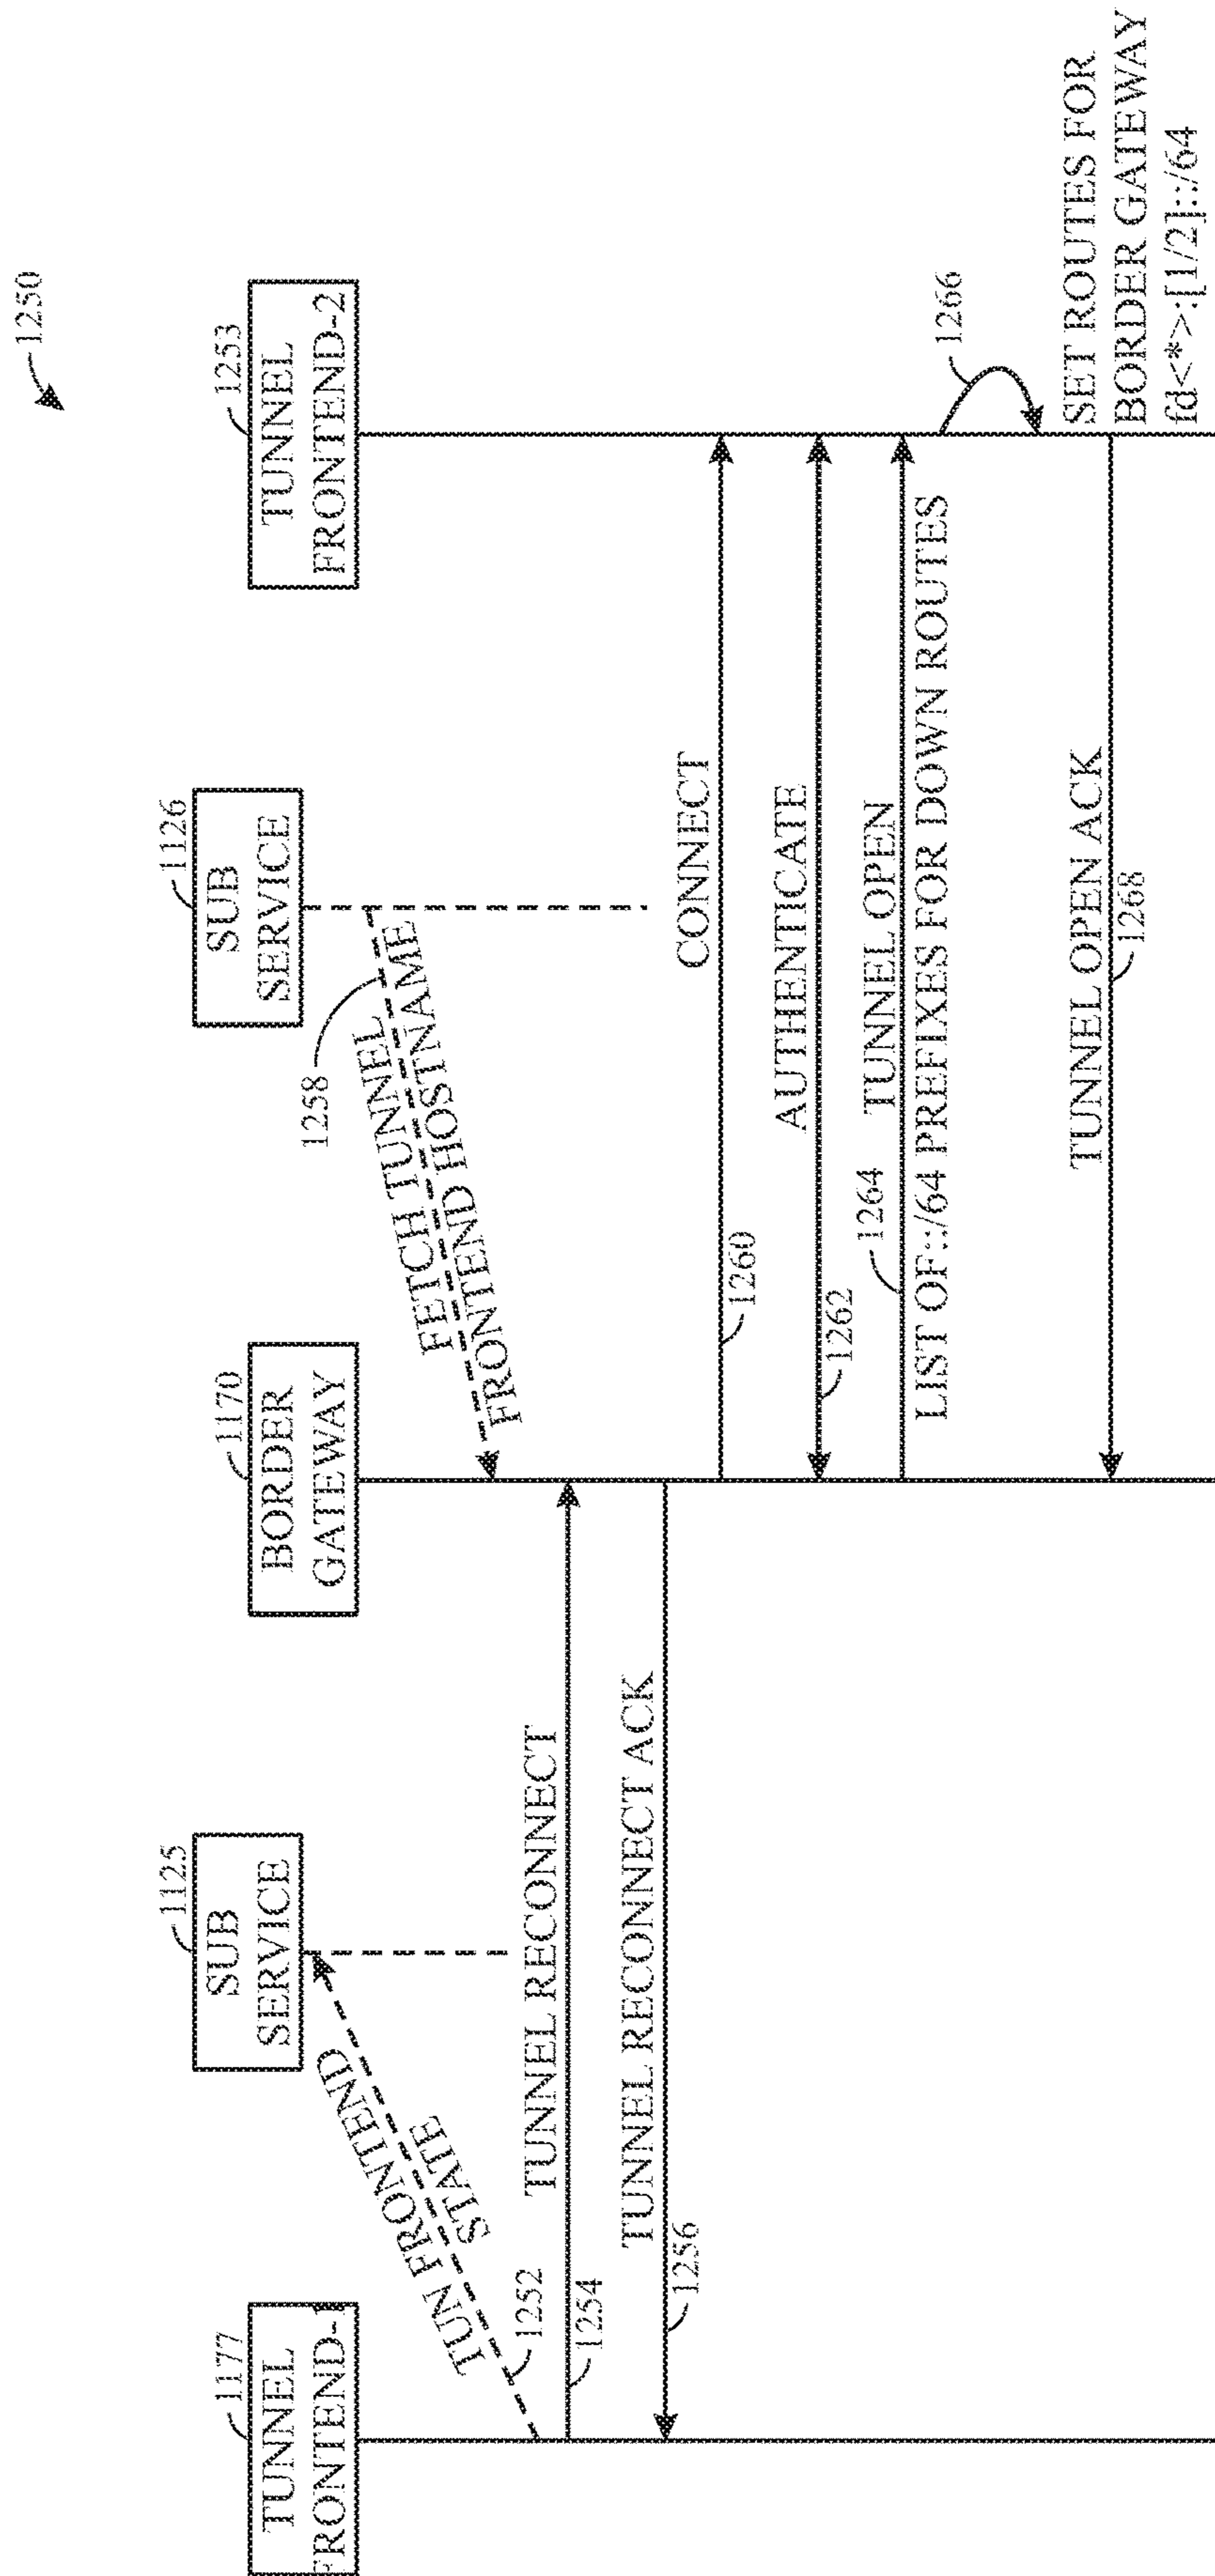 1250
1177
TUNNEL
FRONTEND-1
1125
SUB
SERVICE
1170
BORDER
GATEWAY
1126
SUB
SERVICE
1253
TUNNEL
FRONTEND-2
TUN FRONTEND
STATE
1252
FETCH TUNNEL
FRONTEND HOSTNAME
1258
TUNNEL RECONNECT
1254
TUNNEL RECONNECT ACK
1256
CONNECT
1260
AUTHENTICATE
1262
TUNNEL OPEN
1264
LIST OF::/64 PREFIXES FOR DOWN ROUTES
1266
SET ROUTES FOR
BORDER GATEWAY
fd<*>:[1/2]::/64
TUNNEL OPEN ACK
1268